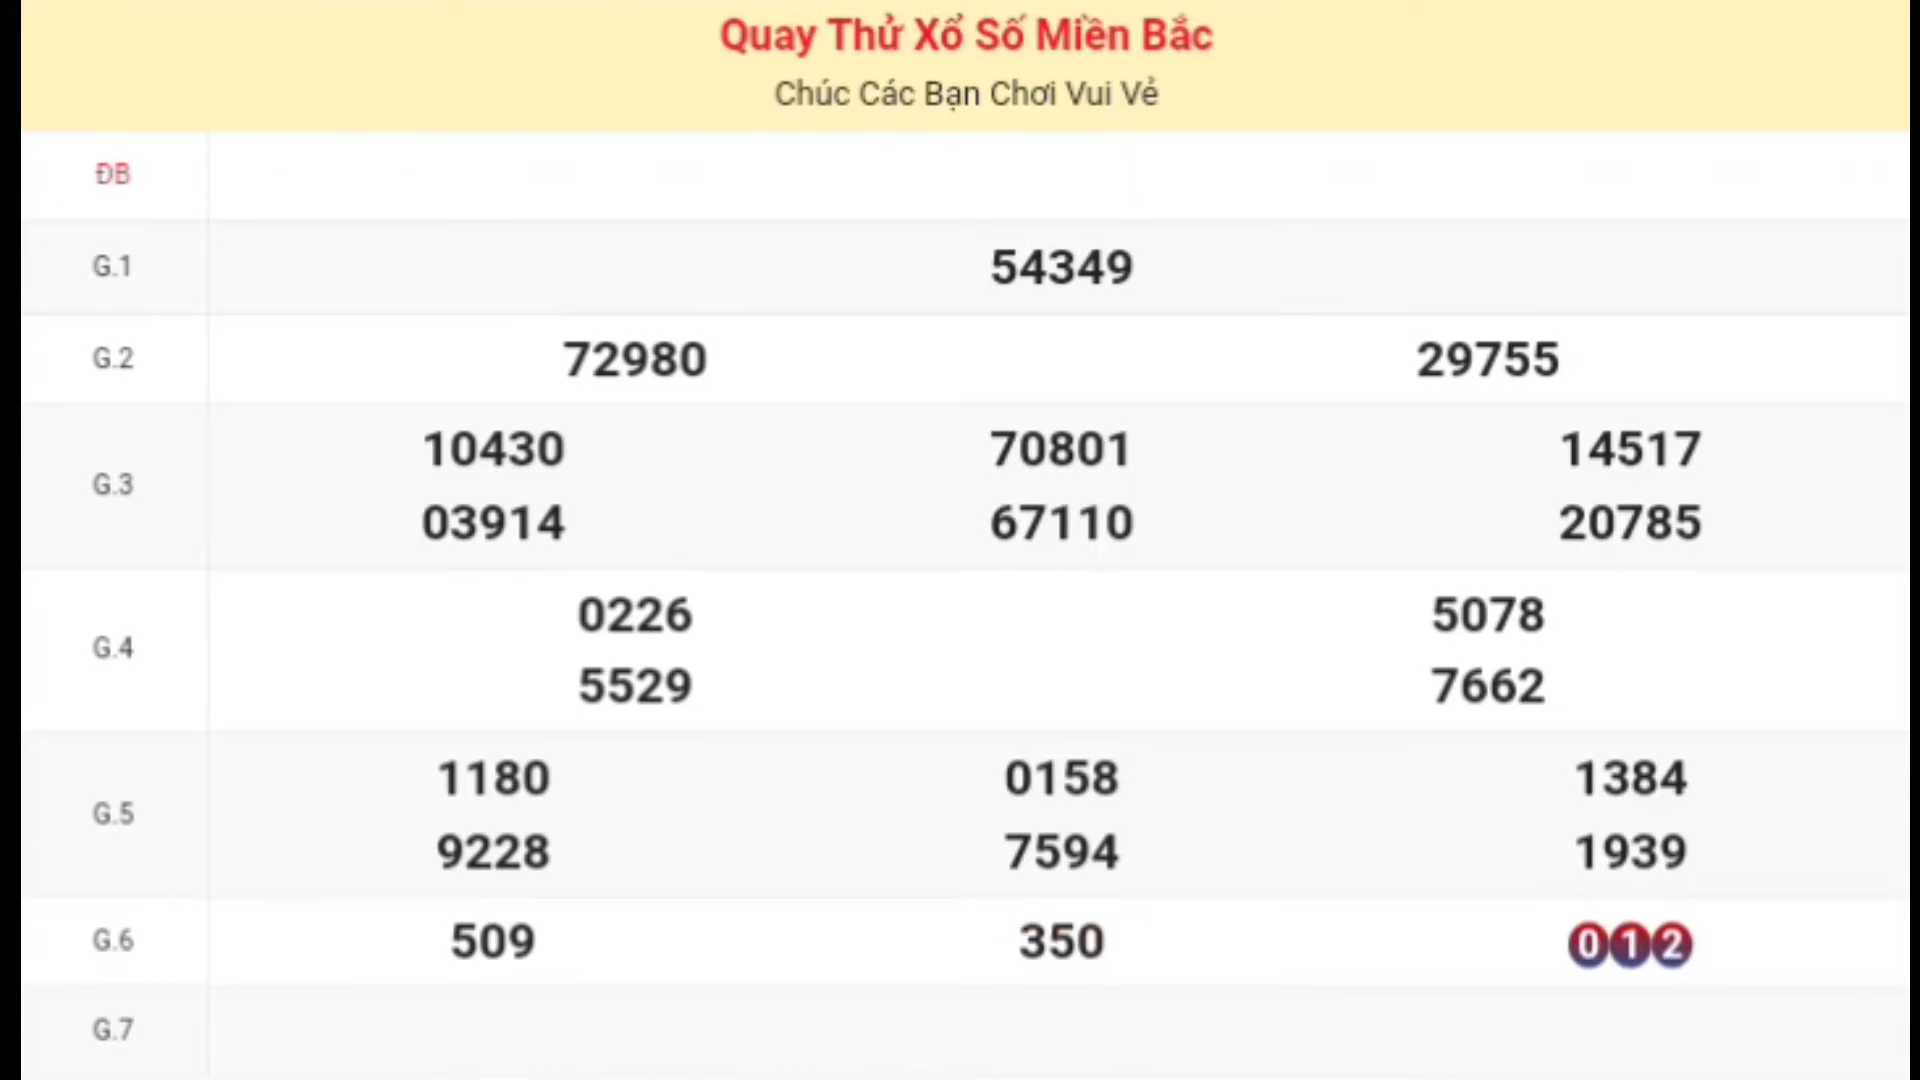 Quay Thử Xổ Số Miền Bắc
Chúc Các Bạn Chơi Vui Vẻ
ĐB
G.1 54349
G.2 72980 29755
G.3 10430 70801 14517
03914 67110 20785
G.4 0226 5078
5529 7662
G.5 1180 0158 1384
9228 7594 1939
G.6 509 350 012
G.7